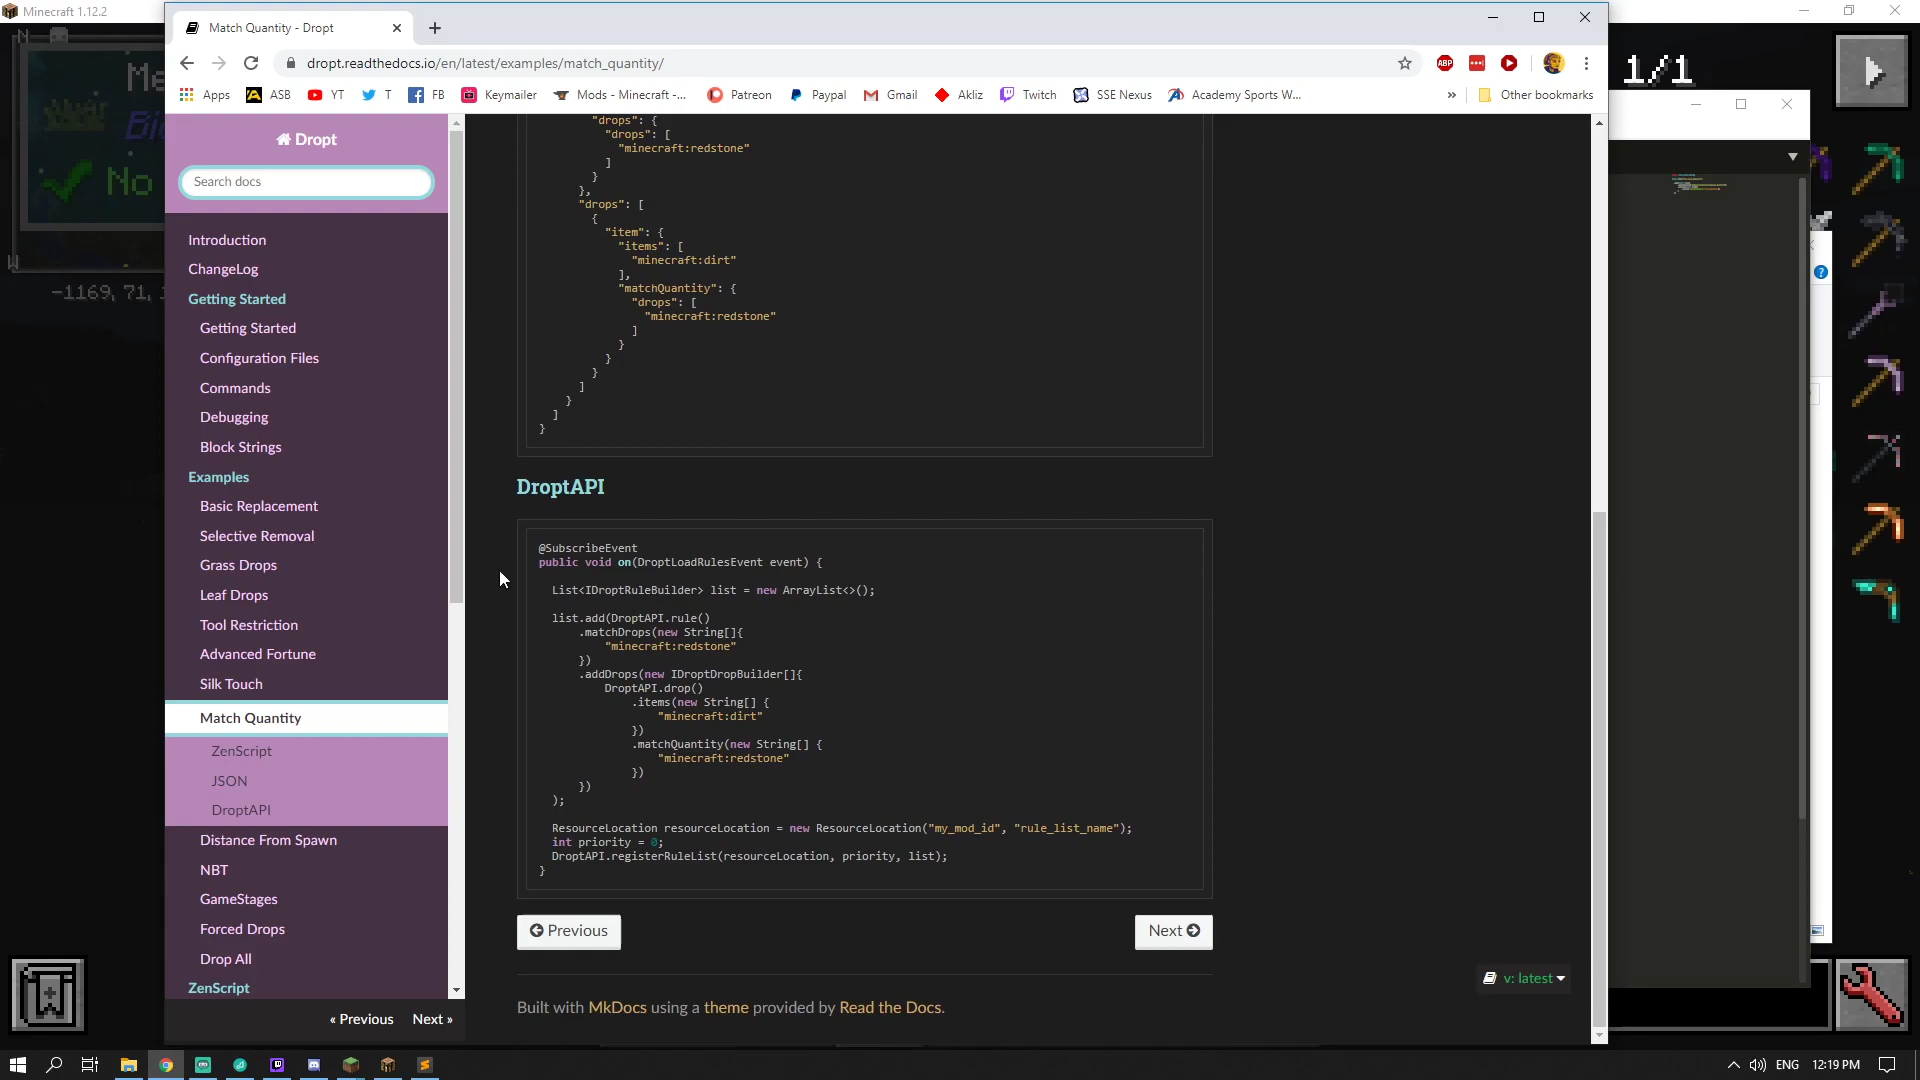 Minecraft 1.12.2
Match Quantity - Dropt
dropt.readthedocs.io/en/latest/examples/match_quantity/
ABP
Apps
ASB
YT
T
FB
Keymailer
Mods - Minecraft -...
Patreon
Paypal
Gmail
Akliz
Twitch
SSE Nexus
Academy Sports W...
»
Other bookmarks
1/1
N
No
W
-1169, 71,
Dropt
Search docs
Introduction
ChangeLog
Getting Started
Getting Started
Configuration Files
Commands
Debugging
Block Strings
Examples
Basic Replacement
Selective Removal
Grass Drops
Leaf Drops
Tool Restriction
Advanced Fortune
Silk Touch
Match Quantity
ZenScript
JSON
DroptAPI
Distance From Spawn
NBT
GameStages
Forced Drops
Drop All
ZenScript
« Previous
Next »
"drops": {
"drops": [
"minecraft:redstone"
]
}
},
"drops": [
{
"item": {
"items": [
"minecraft:dirt"
],
"matchQuantity": {
"drops": [
"minecraft:redstone"
]
}
}
}
]
}
]
}
DroptAPI
@SubscribeEvent
public void on(DroptLoadRulesEvent event) {
List<IDroptRuleBuilder> list = new ArrayList<>();
list.add(DroptAPI.rule()
.matchDrops(new String[]{
"minecraft:redstone"
})
.addDrops(new IDroptDropBuilder[]{
DroptAPI.drop()
.items(new String[] {
"minecraft:dirt"
})
.matchQuantity(new String[] {
"minecraft:redstone"
})
})
);
ResourceLocation resourceLocation = new ResourceLocation("my_mod_id", "rule_list_name");
int priority = 0;
DroptAPI.registerRuleList(resourceLocation, priority, list);
}
Previous
Next
v: latest
Built with MkDocs using a theme provided by Read the Docs.
ENG
12:19 PM